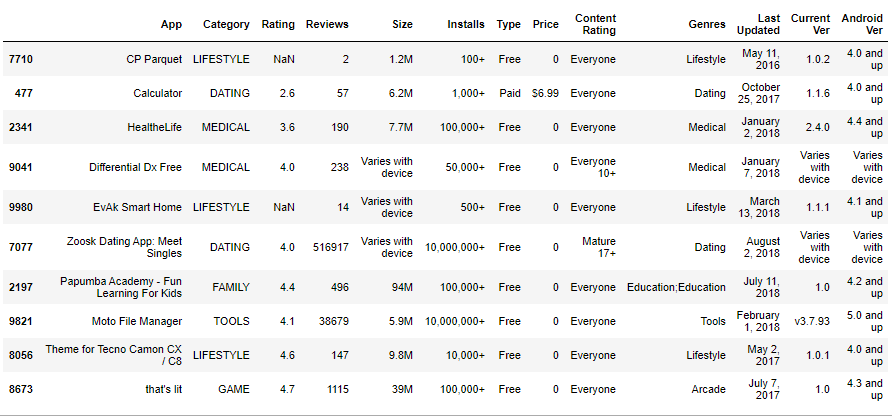 App Category Rating Reviews Size Installs Type Price Content Rating Genres Last Updated Current Ver Android Ver
7710 CP Parquet LIFESTYLE NaN 2 1.2M 100+ Free 0 Everyone Lifestyle May 11, 2016 1.0.2 4.0 and up
477 Calculator DATING 2.6 57 6.2M 1,000+ Paid $6.99 Everyone Dating October 25, 2017 1.1.6 4.0 and up
2341 HealtheLife MEDICAL 3.6 190 7.7M 100,000+ Free 0 Everyone Medical January 2, 2018 2.4.0 4.4 and up
9041 Differential Dx Free MEDICAL 4.0 238 Varies with device 50,000+ Free 0 Everyone 10+ Medical January 7, 2018 Varies with device Varies with device
9980 EvAk Smart Home LIFESTYLE NaN 14 Varies with device 500+ Free 0 Everyone Lifestyle March 13, 2018 1.1.1 4.1 and up
7077 Zoosk Dating App: Meet Singles DATING 4.0 516917 Varies with device 10,000,000+ Free 0 Mature 17+ Dating August 2, 2018 Varies with device Varies with device
2197 Papumba Academy - Fun Learning For Kids FAMILY 4.4 496 94M 100,000+ Free 0 Everyone Education;Education July 11, 2018 1.0 4.2 and up
9821 Moto File Manager TOOLS 4.1 38679 5.9M 10,000,000+ Free 0 Everyone Tools February 1, 2018 v3.7.93 5.0 and up
8056 Theme for Tecno Camon CX / C8 LIFESTYLE 4.6 147 9.8M 10,000+ Free 0 Everyone Lifestyle May 2, 2017 1.0.1 4.0 and up
8673 that's lit GAME 4.7 1115 39M 100,000+ Free 0 Everyone Arcade July 7, 2017 1.0 4.3 and up